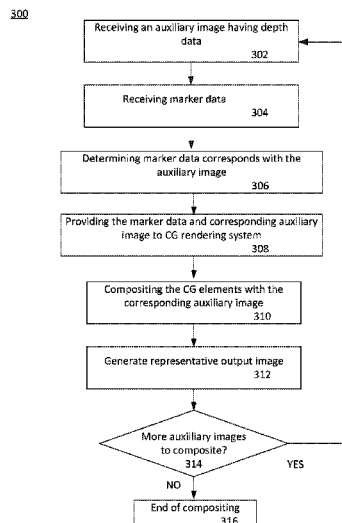 300
Receiving an auxiliary image having depth
data
302
Receiving marker data
304
Determining marker data corresponds with the
auxiliary image
306
Providing the marker data and corresponding auxiliary
image to CG rendering system
308
Compositing the CG elements with the
corresponding auxiliary image
310
Generate representative output image
312
More auxiliary images
to composite?
314
YES
NO
End of compositing
316